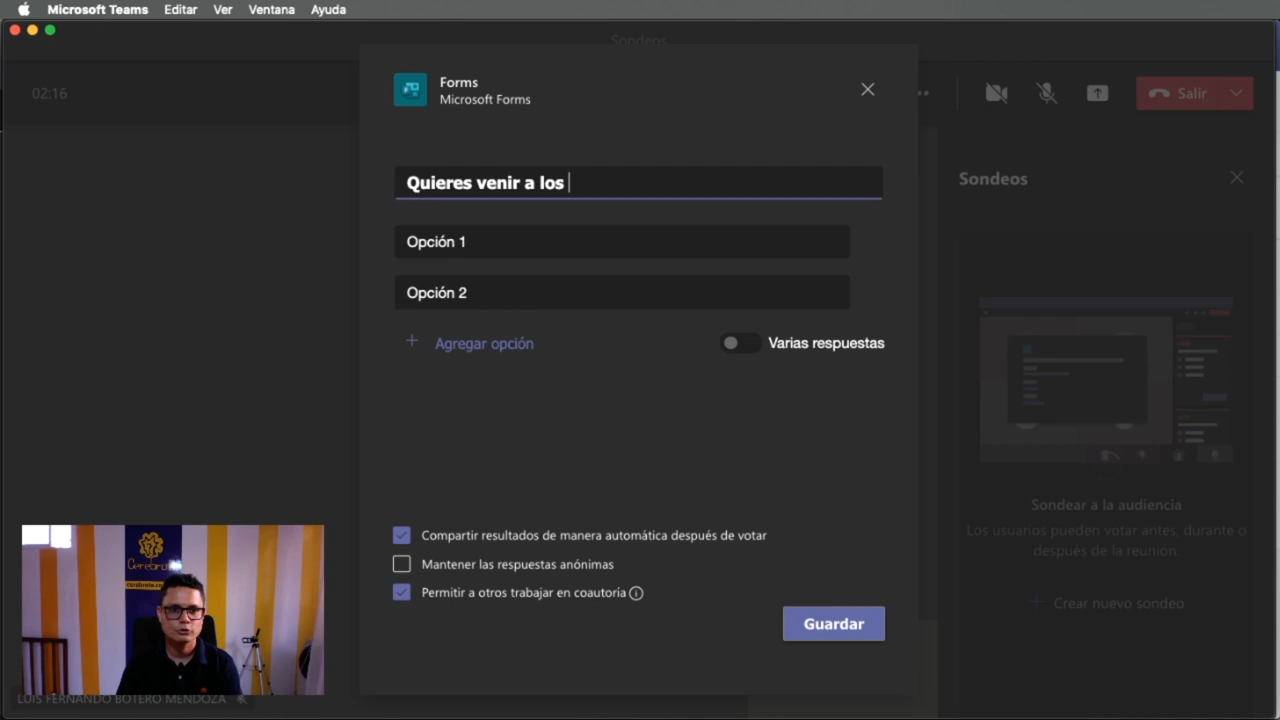 Microsoft Teams Editar Ver Ventana Ayuda
Sondeos
02:16
Forms
Microsoft Forms
Salir
Quieres venir a los
Sondeos
Opción 1
Opción 2
+ Agregar opción
Varias respuestas
Sondear a la audiencia
Los usuarios pueden votar antes, durante o
después de la reunión.
+ Crear nuevo sondeo
Compartir resultados de manera automática después de votar
Mantener las respuestas anónimas
Permitir a otros trabajar en coautoría
Guardar
LUIS FERNANDO BOTERO MENDOZA